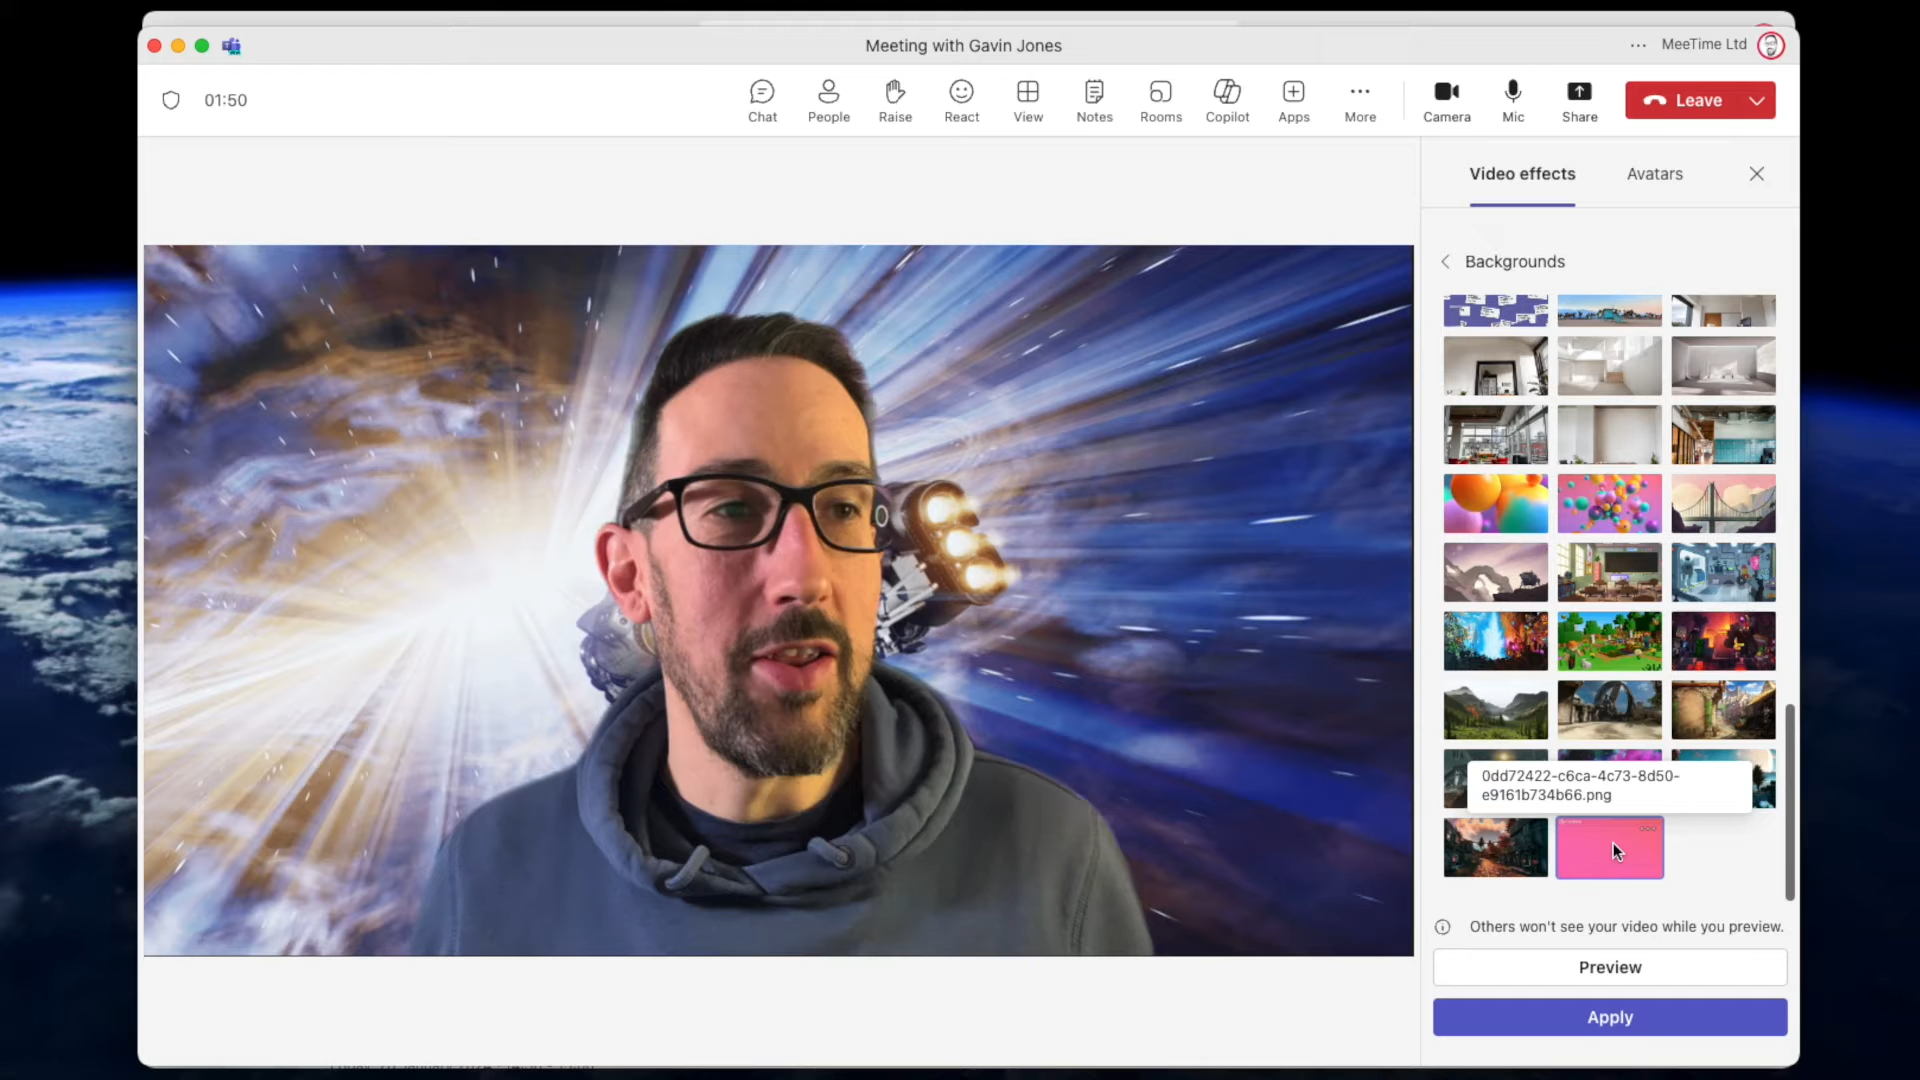 Meeting with Gavin Jones
MeeTime Ltd
01:50
Chat
People
Raise
React
View
Notes
Rooms
Copilot
Apps
More
Camera
Mic
Share
Leave
Video effects
Avatars
Backgrounds
0dd72422-c6ca-4c73-8d50-
e9161b734b66.png
Others won't see your video while you preview.
Preview
Apply